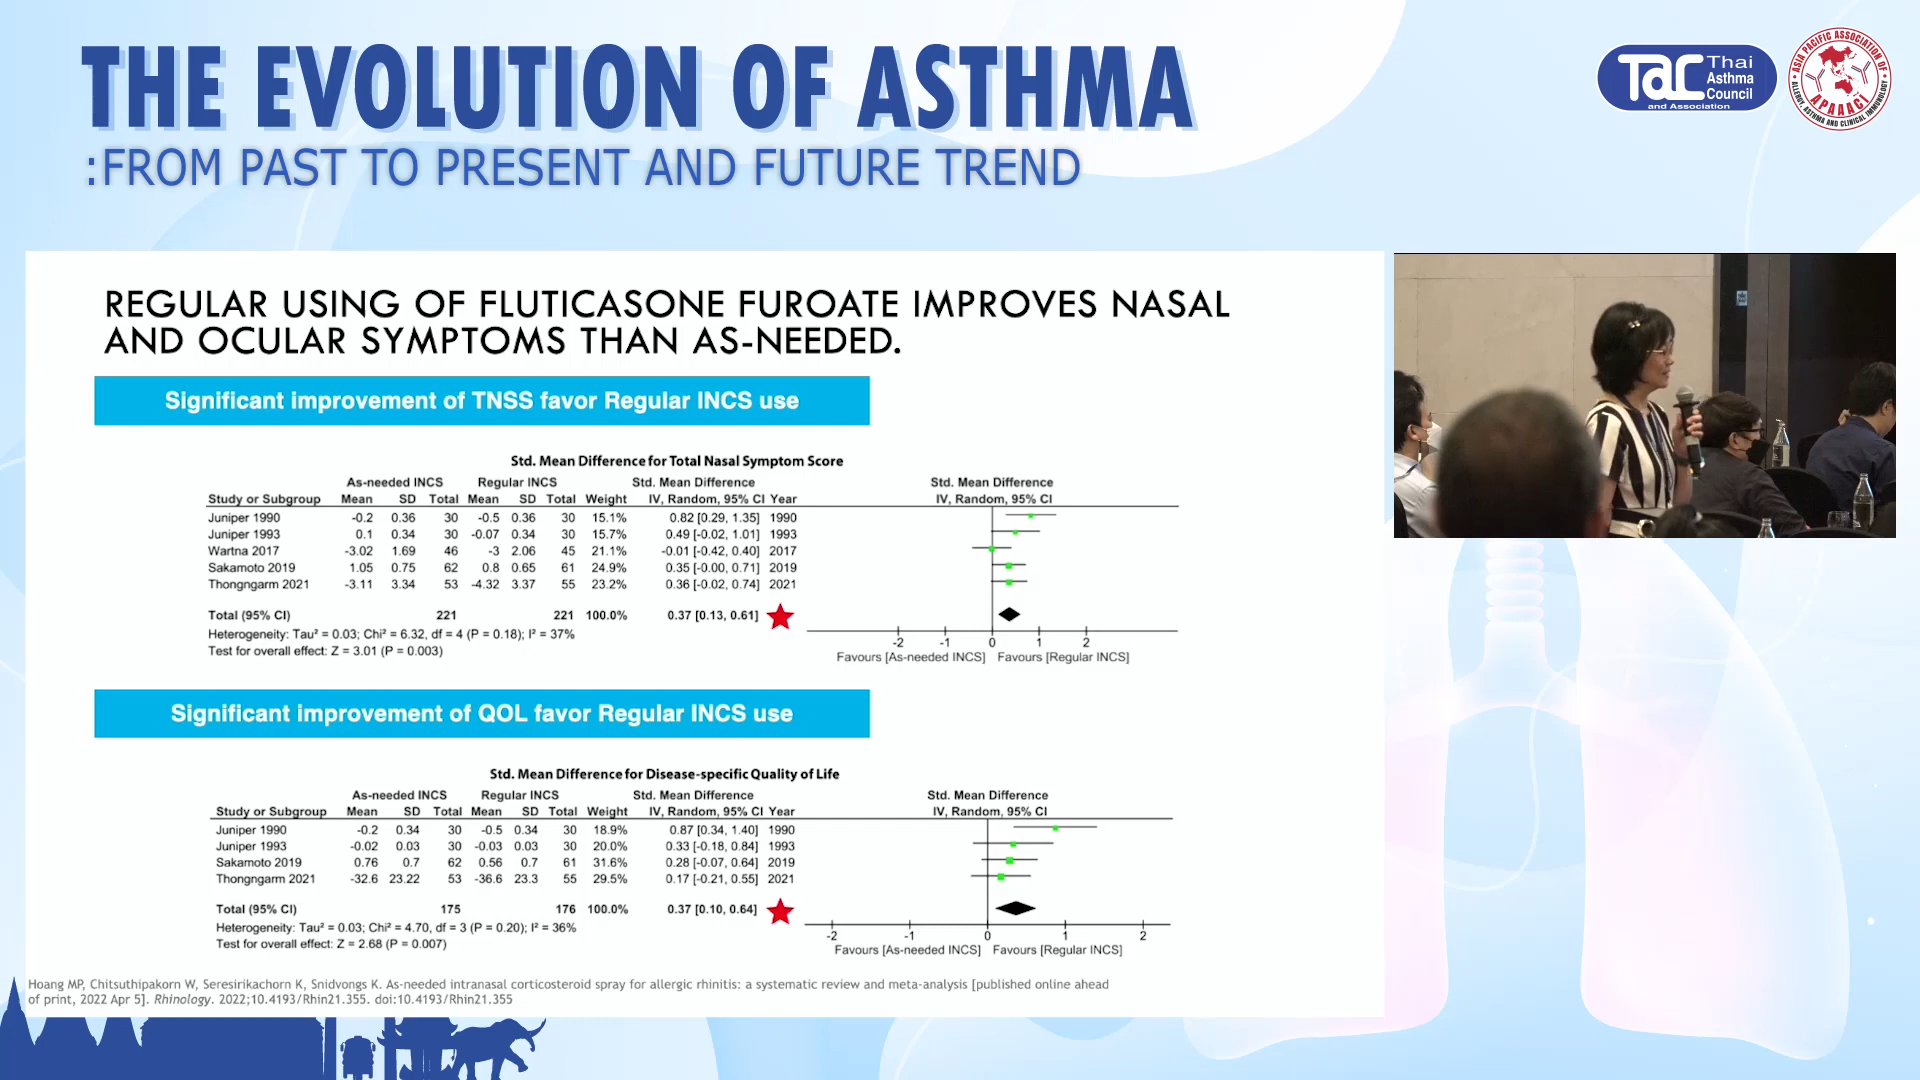 THE EVOLUTION OF ASTHMA
:FROM PAST TO PRESENT AND FUTURE TREND
TaC Thai Asthma Council and Association
ASIA PACIFIC ASSOCIATION OF ALLERGY, ASTHMA AND CLINICAL IMMUNOLOGY
APAAACI
REGULAR USING OF FLUTICASONE FUROATE IMPROVES NASAL
AND OCULAR SYMPTOMS THAN AS-NEEDED.
Significant improvement of TNSS favor Regular INCS use
Std. Mean Difference for Total Nasal Symptom Score
As-needed INCS Regular INCS Std. Mean Difference Std. Mean Difference
Study or Subgroup Mean SD Total Mean SD Total Weight IV, Random, 95% CI Year IV, Random, 95% CI
Juniper 1990 -0.2 0.36 30 -0.5 0.36 30 15.1% 0.82 [0.29, 1.35] 1990
Juniper 1993 0.1 0.34 30 -0.07 0.34 30 15.7% 0.49 [-0.02, 1.01] 1993
Wartna 2017 -3.02 1.69 46 -3 2.06 45 21.1% -0.01 [-0.42, 0.40] 2017
Sakamoto 2019 1.05 0.75 62 0.8 0.65 61 24.9% 0.35 [-0.00, 0.71] 2019
Thongngarm 2021 -3.11 3.34 53 -4.32 3.37 55 23.2% 0.36 [-0.02, 0.74] 2021
Total (95% CI) 221 221 100.0% 0.37 [0.13, 0.61]
Heterogeneity: Tau² = 0.03; Chi² = 6.32, df = 4 (P = 0.18); I² = 37%
Test for overall effect: Z = 3.01 (P = 0.003)
-2 -1 0 1 2
Favours [As-needed INCS] Favours [Regular INCS]
Significant improvement of QOL favor Regular INCS use
Std. Mean Difference for Disease-specific Quality of Life
As-needed INCS Regular INCS Std. Mean Difference Std. Mean Difference
Study or Subgroup Mean SD Total Mean SD Total Weight IV, Random, 95% CI Year IV, Random, 95% CI
Juniper 1990 -0.2 0.34 30 -0.5 0.34 30 18.9% 0.87 [0.34, 1.40] 1990
Juniper 1993 -0.02 0.03 30 -0.03 0.03 30 20.0% 0.33 [-0.18, 0.84] 1993
Sakamoto 2019 0.76 0.7 62 0.56 0.7 61 31.6% 0.28 [-0.07, 0.64] 2019
Thongngarm 2021 -32.6 23.22 53 -36.6 23.3 55 29.5% 0.17 [-0.21, 0.55] 2021
Total (95% CI) 175 176 100.0% 0.37 [0.10, 0.64]
Heterogeneity: Tau² = 0.03; Chi² = 4.70, df = 3 (P = 0.20); I² = 36%
Test for overall effect: Z = 2.68 (P = 0.007)
-2 -1 0 1 2
Favours [As-needed INCS] Favours [Regular INCS]
Hoang MP, Chitsuthipakorn W, Seresirikachorn K, Snidvongs K. As-needed intranasal corticosteroid spray for allergic rhinitis: a systematic review and meta-analysis [published online ahead
of print, 2022 Apr 5]. Rhinology. 2022;10.4193/Rhin21.355. doi:10.4193/Rhin21.355